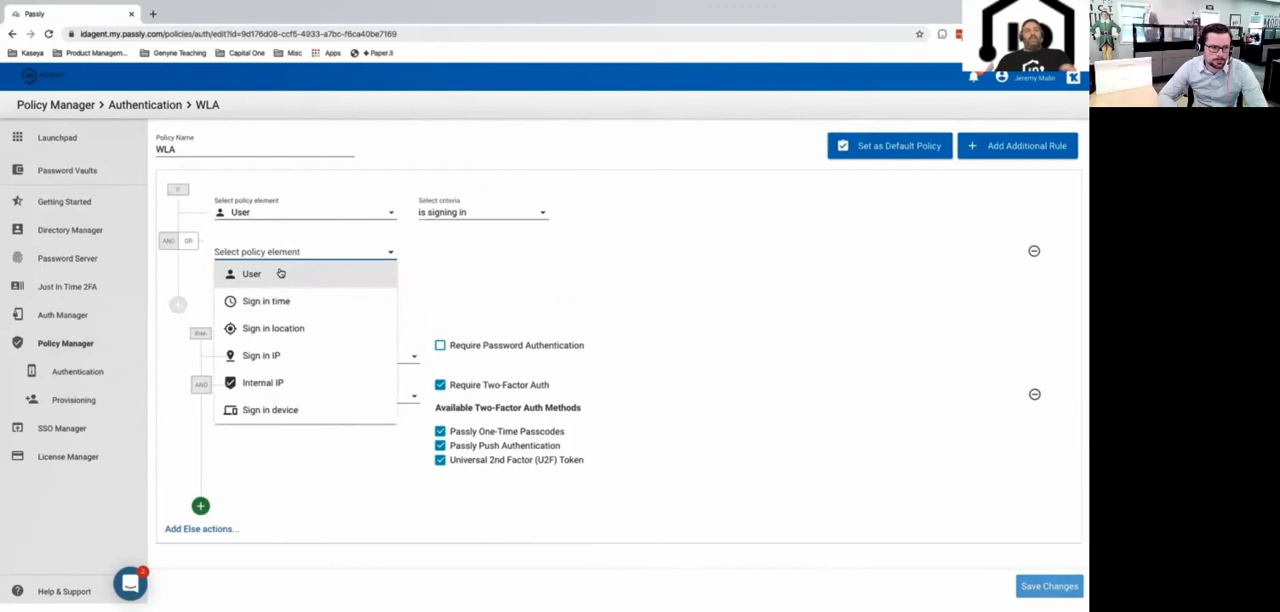 Passly
idagent.my.passly.com/policies/auth/edit?id=9d176d08-ccf5-4933-a7bc-f6ca40be7169
Kaseya
Product Managem...
Genyne Teaching
Capital One
Misc
Apps
Paper.li
Jeremy Malin
Policy Manager > Authentication > WLA
Launchpad
Password Vaults
Getting Started
Directory Manager
Password Server
Just In Time 2FA
Auth Manager
Policy Manager
Authentication
Provisioning
SSO Manager
License Manager
Help & Support
2
Policy Name
WLA
Set as Default Policy
+ Add Additional Rule
IF
Select policy element
User
Select criteria
is signing in
AND OR
Select policy element
User
Sign in time
Sign in location
Sign in IP
Internal IP
Sign in device
then
Require Password Authentication
AND
Require Two-Factor Auth
Available Two-Factor Auth Methods
Passly One-Time Passcodes
Passly Push Authentication
Universal 2nd Factor (U2F) Token
Add Else actions...
Save Changes